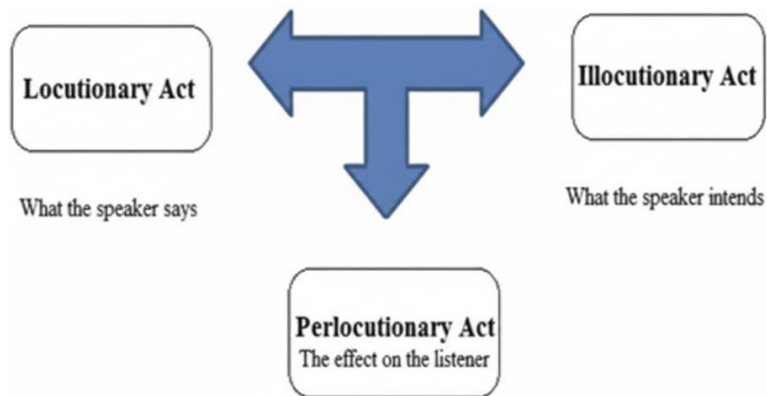 Locutionary Act
What the speaker says
Illocutionary Act
What the speaker intends
Perlocutionary Act
The effect on the listener